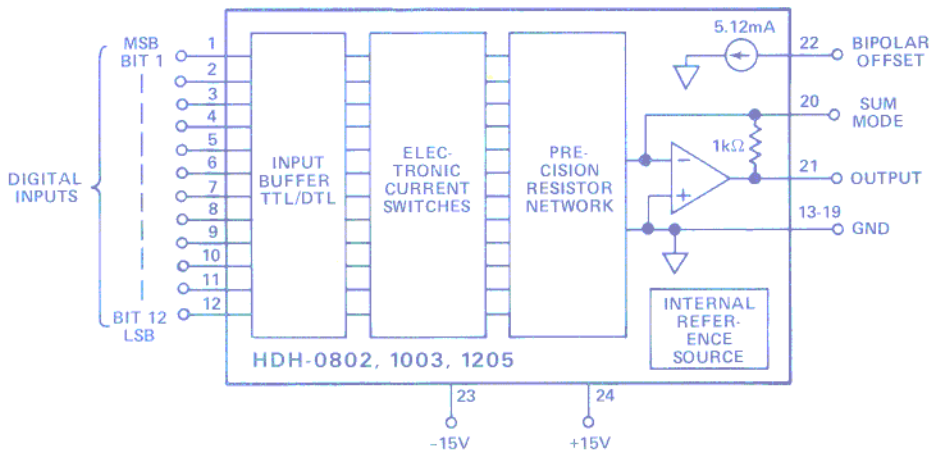 MSB
BIT 1
DIGITAL
INPUTS
BIT 12
LSB
1
2
3
4
5
6
7
8
9
10
11
12
INPUT
BUFFER
TTL/DTL
ELEC-
TRONIC
CURRENT
SWITCHES
PRE-
CISION
RESISTOR
NETWORK
5.12mA
22
BIPOLAR
OFFSET
20
SUM
MODE
1kΩ
−
+
21
OUTPUT
13-19
GND
INTERNAL
REFER-
ENCE
SOURCE
HDH-0802, 1003, 1205
23
-15V
24
+15V